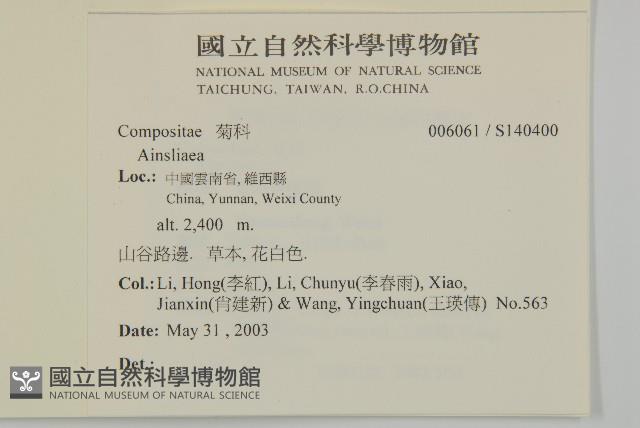 國立自然科學博物館
NATIONAL MUSEUM OF NATURAL SCIENCE
TAICHUNG, TAIWAN, R.O.CHINA
Compositae 菊科 006061 / S140400
Ainsliaea
Loc.: 中國雲南省, 維西縣
China, Yunnan, Weixi County
alt. 2,400 m.
山谷路邊. 草本, 花白色.
Col.: Li, Hong(李紅), Li, Chunyu(李春雨), Xiao,
Jianxin(肖建新) & Wang, Yingchuan(王瑛傳) No.563
Date: May 31 , 2003
Det.:
國立自然科學博物館
NATIONAL MUSEUM OF NATURAL SCIENCE